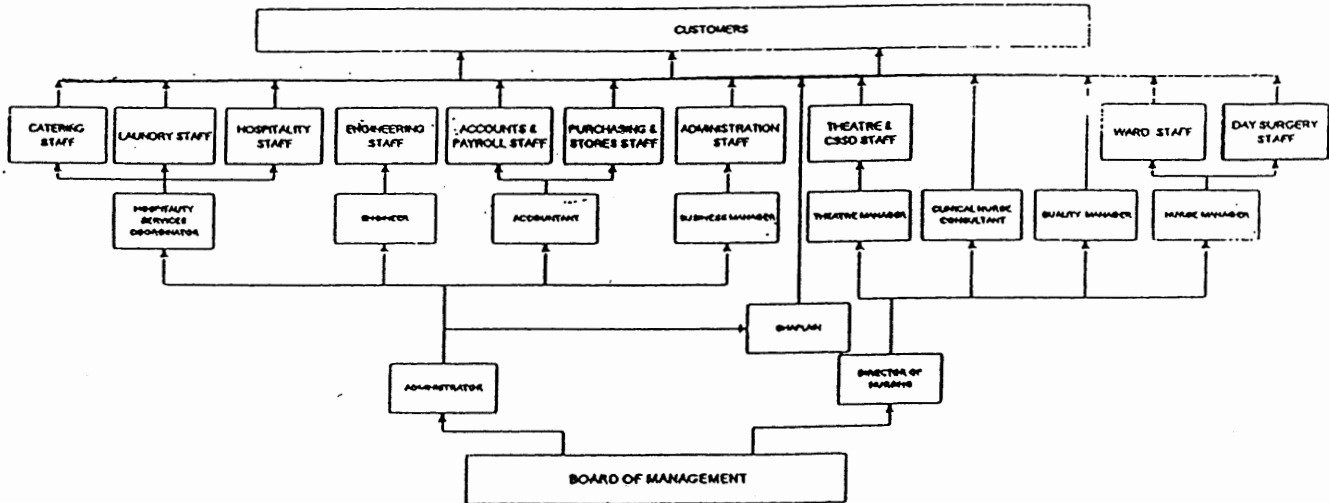 CUSTOMERS
CATERING
STAFF
LAUNDRY STAFF
HOSPITALITY
STAFF
ENGINEERING
STAFF
ACCOUNTS &
PAYROLL STAFF
PURCHASING &
STORES STAFF
ADMINISTRATION
STAFF
THEATRE &
CSSD STAFF
WARD STAFF
DAY SURGERY
STAFF
HOSPITALITY
SERVICES
COORDINATOR
ENGINEER
ACCOUNTANT
BUSINESS MANAGER
THEATRE MANAGER
CLINICAL NURSE
CONSULTANT
QUALITY MANAGER
NURSE MANAGER
CHAPLAIN
ADMINISTRATOR
DIRECTOR OF
NURSING
BOARD OF MANAGEMENT